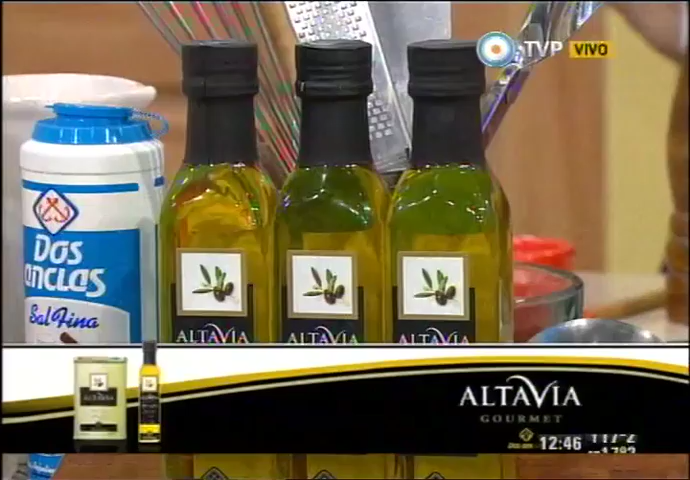 TVP VIVO
DOS
anclas
Sal Fina
ALTAVIA ALTAVIA ALTAVIA
ALTAVIA
GOURMET
12:46